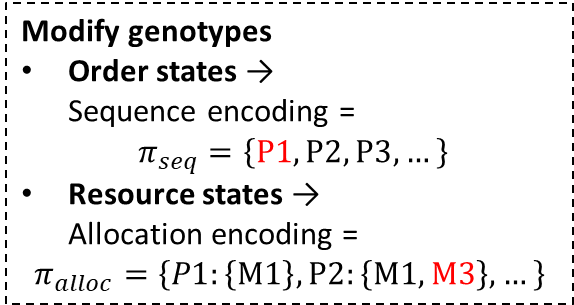 Modify genotypes
• Order states →
Sequence encoding =
π_seq = {P1, P2, P3, … }
• Resource states →
Allocation encoding =
π_alloc = {P1: {M1}, P2: {M1, M3}, … }